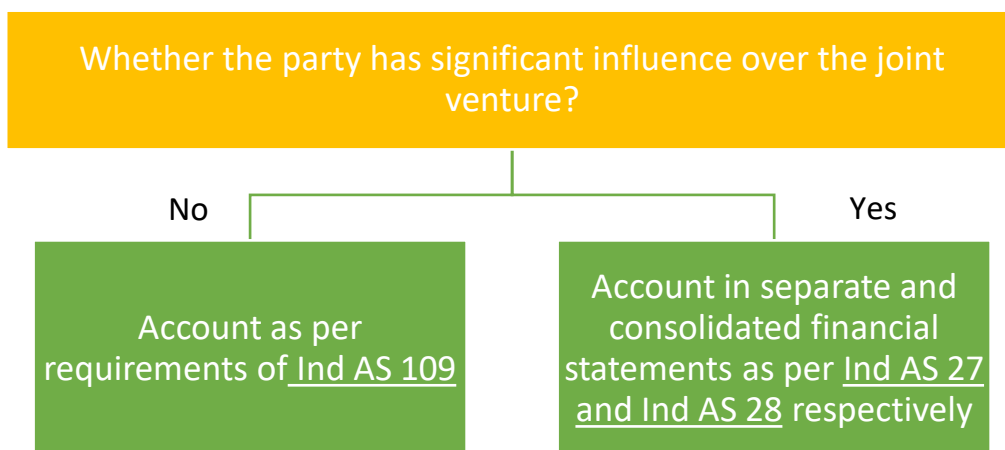 Whether the party has significant influence over the joint
venture?
No
Yes
Account as per
requirements of Ind AS 109
Account in separate and
consolidated financial
statements as per Ind AS 27
and Ind AS 28 respectively